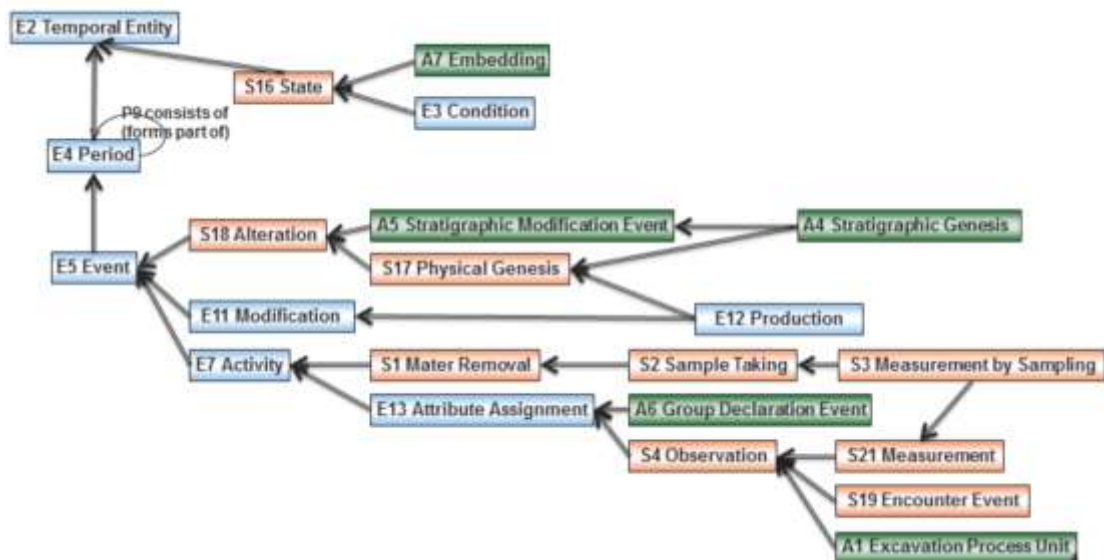 E2 Temporal Entity
A7 Embedding
S16 State
E3 Condition
P9 consists of
(forms part of)
E4 Period
A5 Stratigraphic Modification Event
A4 Stratigraphic Genesis
S18 Alteration
E5 Event
S17 Physical Genesis
E11 Modification
E12 Production
E7 Activity
S1 Mater Removal
S2 Sample Taking
S3 Measurement by Sampling
E13 Attribute Assignment
A6 Group Declaration Event
S4 Observation
S21 Measurement
S19 Encounter Event
A1 Excavation Process Unit